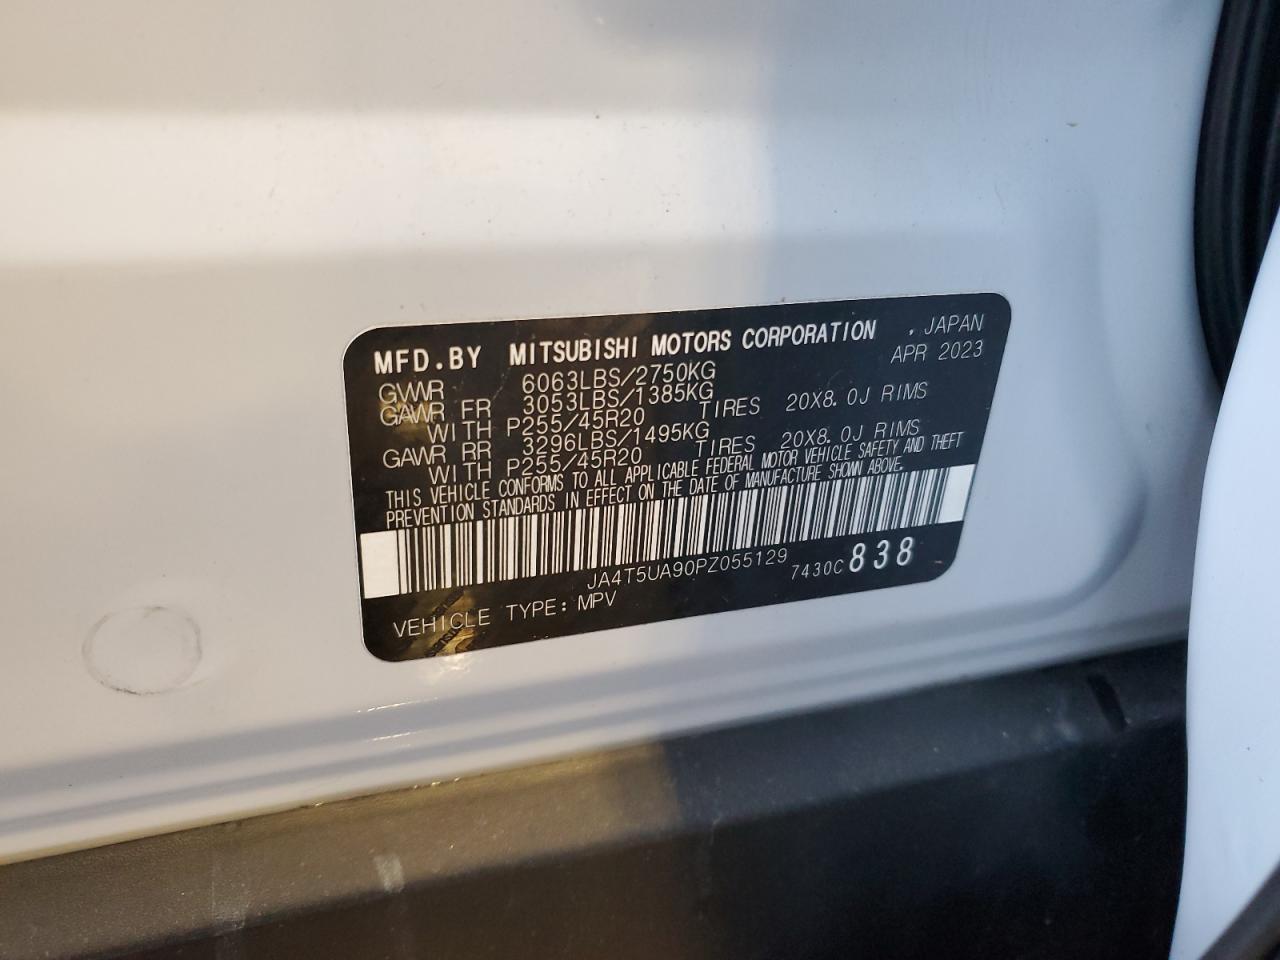 MFD.BY MITSUBISHI MOTORS CORPORATION , JAPAN
APR 2023
GVWR 6063LBS/2750KG
GAWR FR 3053LBS/1385KG
WITH P255/45R20 TIRES 20X8.0J RIMS
GAWR RR 3296LBS/1495KG
WITH P255/45R20 TIRES 20X8.0J RIMS
THIS VEHICLE CONFORMS TO ALL APPLICABLE FEDERAL MOTOR VEHICLE SAFETY AND THEFT
PREVENTION STANDARDS IN EFFECT ON THE DATE OF MANUFACTURE SHOWN ABOVE.
JA4T5UA90PZ055129 7430C 838
VEHICLE TYPE: MPV